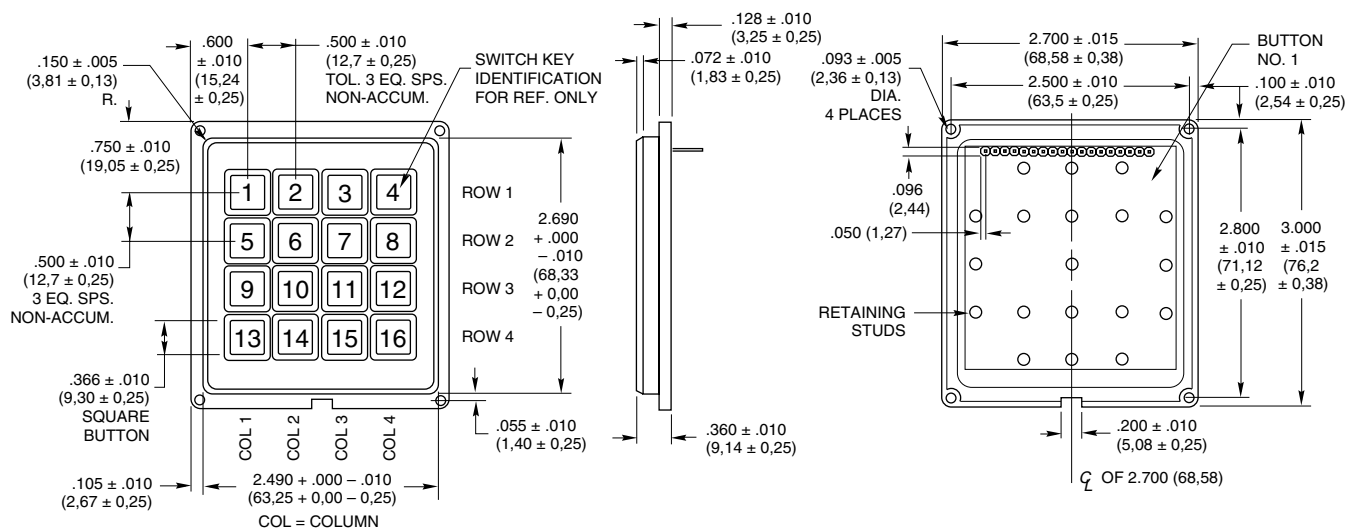 .600
± .010
(15,24
± 0,25)
.500 ± .010
(12,7 ± 0,25)
TOL. 3 EQ. SPS.
NON-ACCUM.
SWITCH KEY
IDENTIFICATION
FOR REF. ONLY
.150 ± .005
(3,81 ± 0,13)
R.
.750 ± .010
(19,05 ± 0,25)
.500 ± .010
(12,7 ± 0,25)
3 EQ. SPS.
NON-ACCUM.
.366 ± .010
(9,30 ± 0,25)
SQUARE
BUTTON
1 2 3 4
ROW 1
5 6 7 8
ROW 2
9 10 11 12
ROW 3
13 14 15 16
ROW 4
COL 1
COL 2
COL 3
COL 4
2.690
+ .000
– .010
(68,33
+ 0,00
– 0,25)
.055 ± .010
(1,40 ± 0,25)
.105 ± .010
(2,67 ± 0,25)
2.490 + .000 – .010
(63,25 + 0,00 – 0,25)
COL = COLUMN
.128 ± .010
(3,25 ± 0,25)
.072 ± .010
(1,83 ± 0,25)
.360 ± .010
(9,14 ± 0,25)
2.700 ± .015
(68,58 ± 0,38)
2.500 ± .010
(63,5 ± 0,25)
BUTTON
NO. 1
.093 ± .005
(2,36 ± 0,13)
DIA.
4 PLACES
.100 ± .010
(2,54 ± 0,25)
.096
(2,44)
.050 (1,27)
RETAINING
STUDS
2.800
± .010
(71,12
± 0,25)
3.000
± .015
(76,2
± 0,38)
.200 ± .010
(5,08 ± 0,25)
℄ OF 2.700 (68,58)